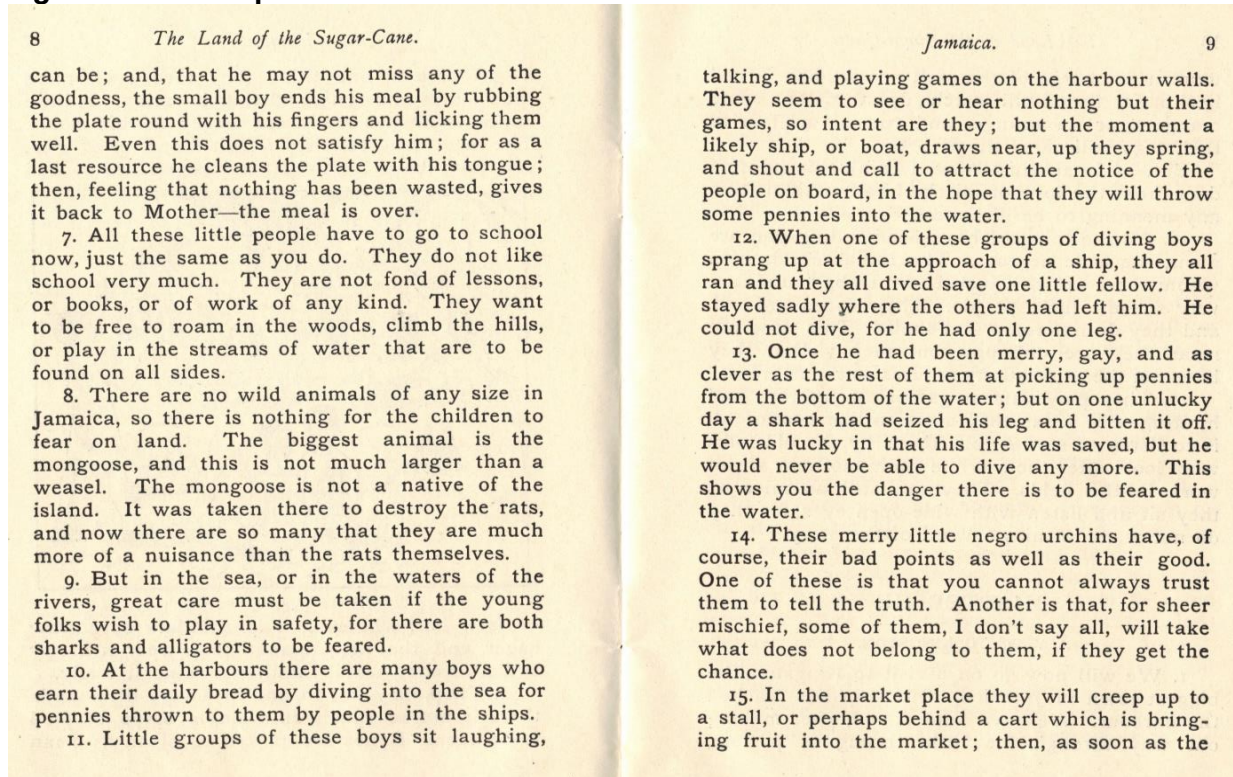 8 The Land of the Sugar-Cane.
can be; and, that he may not miss any of the
goodness, the small boy ends his meal by rubbing
the plate round with his fingers and licking them
well. Even this does not satisfy him; for as a
last resource he cleans the plate with his tongue;
then, feeling that nothing has been wasted, gives
it back to Mother—the meal is over.
7. All these little people have to go to school
now, just the same as you do. They do not like
school very much. They are not fond of lessons,
or books, or of work of any kind. They want
to be free to roam in the woods, climb the hills,
or play in the streams of water that are to be
found on all sides.
8. There are no wild animals of any size in
Jamaica, so there is nothing for the children to
fear on land. The biggest animal is the
mongoose, and this is not much larger than a
weasel. The mongoose is not a native of the
island. It was taken there to destroy the rats,
and now there are so many that they are much
more of a nuisance than the rats themselves.
9. But in the sea, or in the waters of the
rivers, great care must be taken if the young
folks wish to play in safety, for there are both
sharks and alligators to be feared.
10. At the harbours there are many boys who
earn their daily bread by diving into the sea for
pennies thrown to them by people in the ships.
11. Little groups of these boys sit laughing,
Jamaica. 9
talking, and playing games on the harbour walls.
They seem to see or hear nothing but their
games, so intent are they; but the moment a
likely ship, or boat, draws near, up they spring,
and shout and call to attract the notice of the
people on board, in the hope that they will throw
some pennies into the water.
12. When one of these groups of diving boys
sprang up at the approach of a ship, they all
ran and they all dived save one little fellow. He
stayed sadly where the others had left him. He
could not dive, for he had only one leg.
13. Once he had been merry, gay, and as
clever as the rest of them at picking up pennies
from the bottom of the water; but on one unlucky
day a shark had seized his leg and bitten it off.
He was lucky in that his life was saved, but he
would never be able to dive any more. This
shows you the danger there is to be feared in
the water.
14. These merry little negro urchins have, of
course, their bad points as well as their good.
One of these is that you cannot always trust
them to tell the truth. Another is that, for sheer
mischief, some of them, I don't say all, will take
what does not belong to them, if they get the
chance.
15. In the market place they will creep up to
a stall, or perhaps behind a cart which is bring-
ing fruit into the market; then, as soon as the